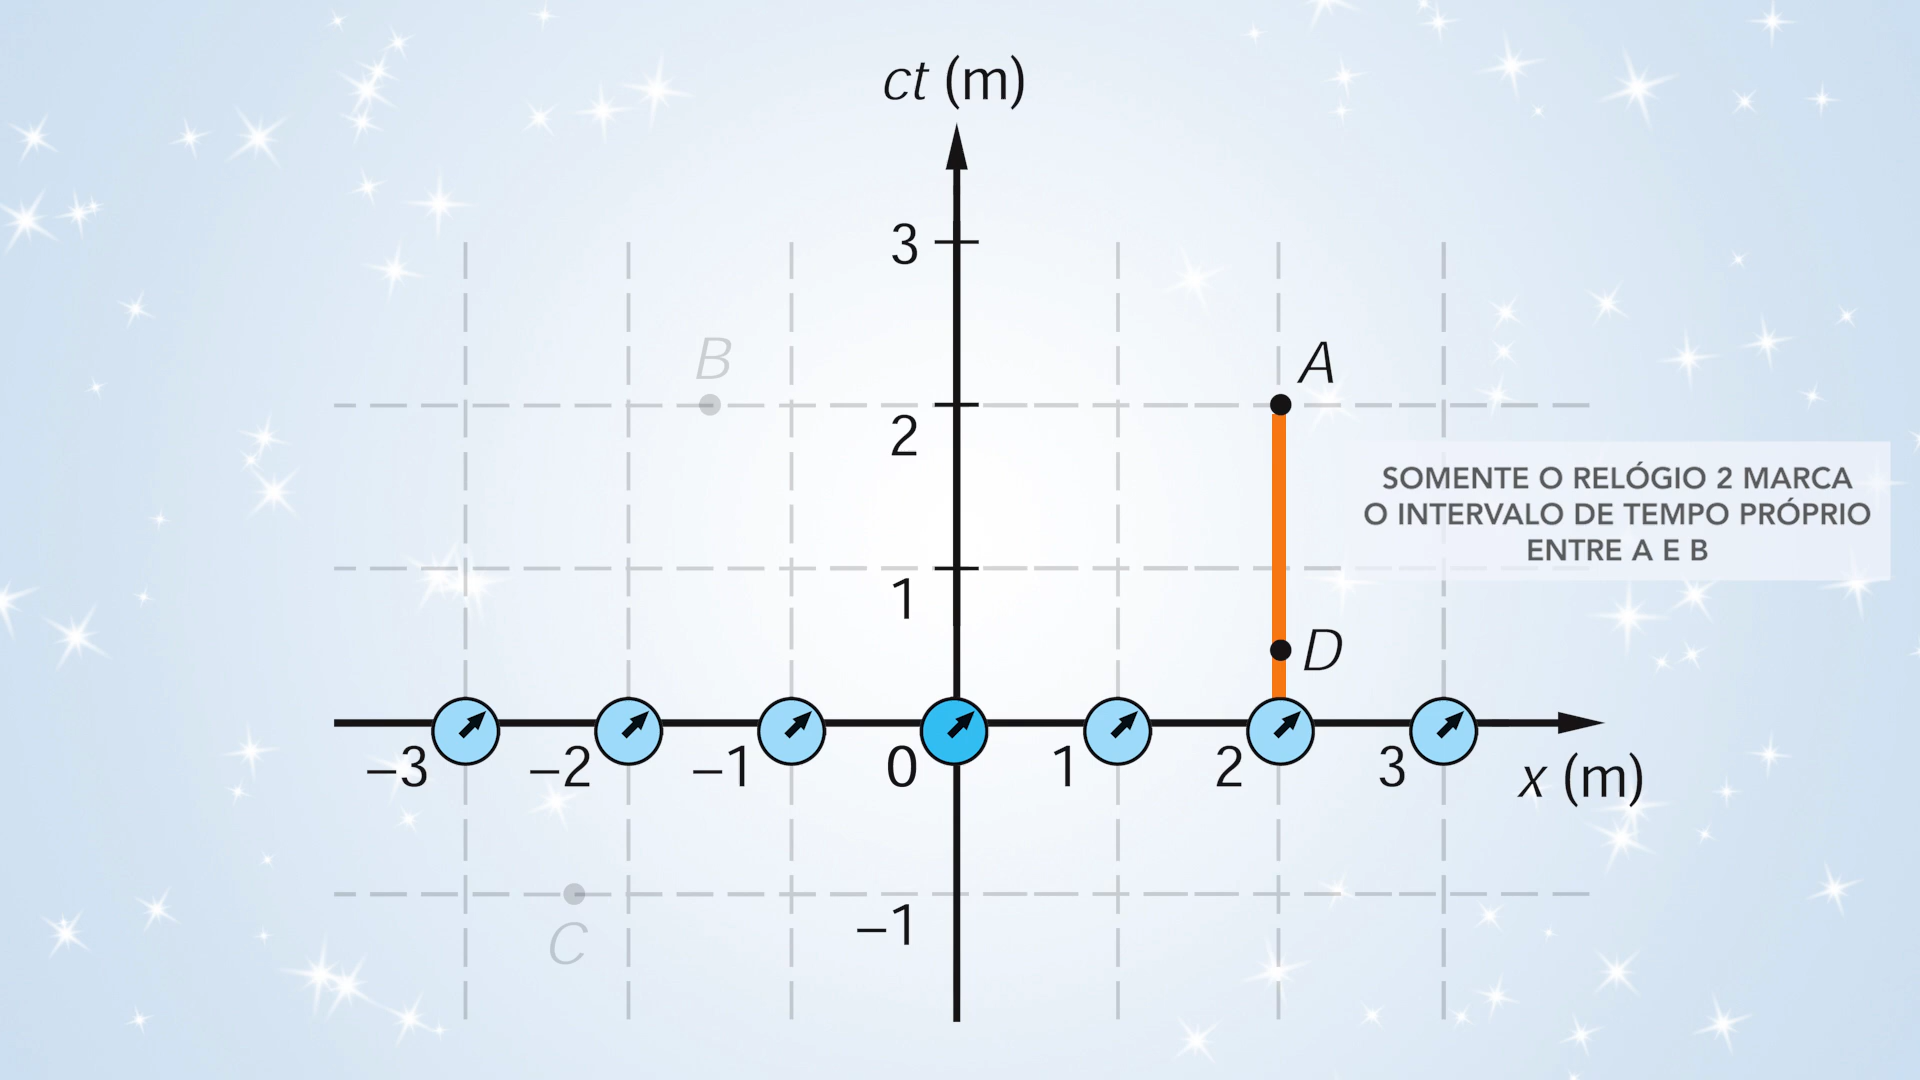 ct (m)
3
B
A
2
SOMENTE O RELÓGIO 2 MARCA
O INTERVALO DE TEMPO PRÓPRIO
ENTRE A E B
1
D
–3 –2 –1 0 1 2 3 x (m)
–1
C